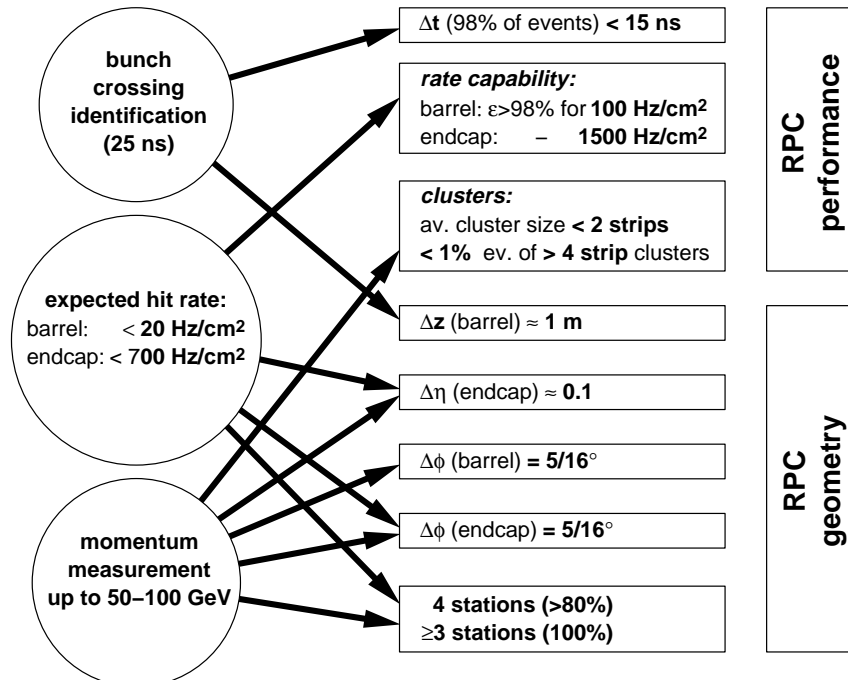 bunch
crossing
identification
(25 ns)
expected hit rate:
barrel: < 20 Hz/cm²
endcap: < 700 Hz/cm²
momentum
measurement
up to 50–100 GeV
Δt (98% of events) < 15 ns
rate capability:
barrel: ε>98% for 100 Hz/cm²
endcap: – 1500 Hz/cm²
clusters:
av. cluster size < 2 strips
< 1% ev. of > 4 strip clusters
Δz (barrel) ≈ 1 m
Δη (endcap) ≈ 0.1
Δϕ (barrel) = 5/16°
Δϕ (endcap) = 5/16°
4 stations (>80%)
≥3 stations (100%)
RPC
performance
RPC
geometry